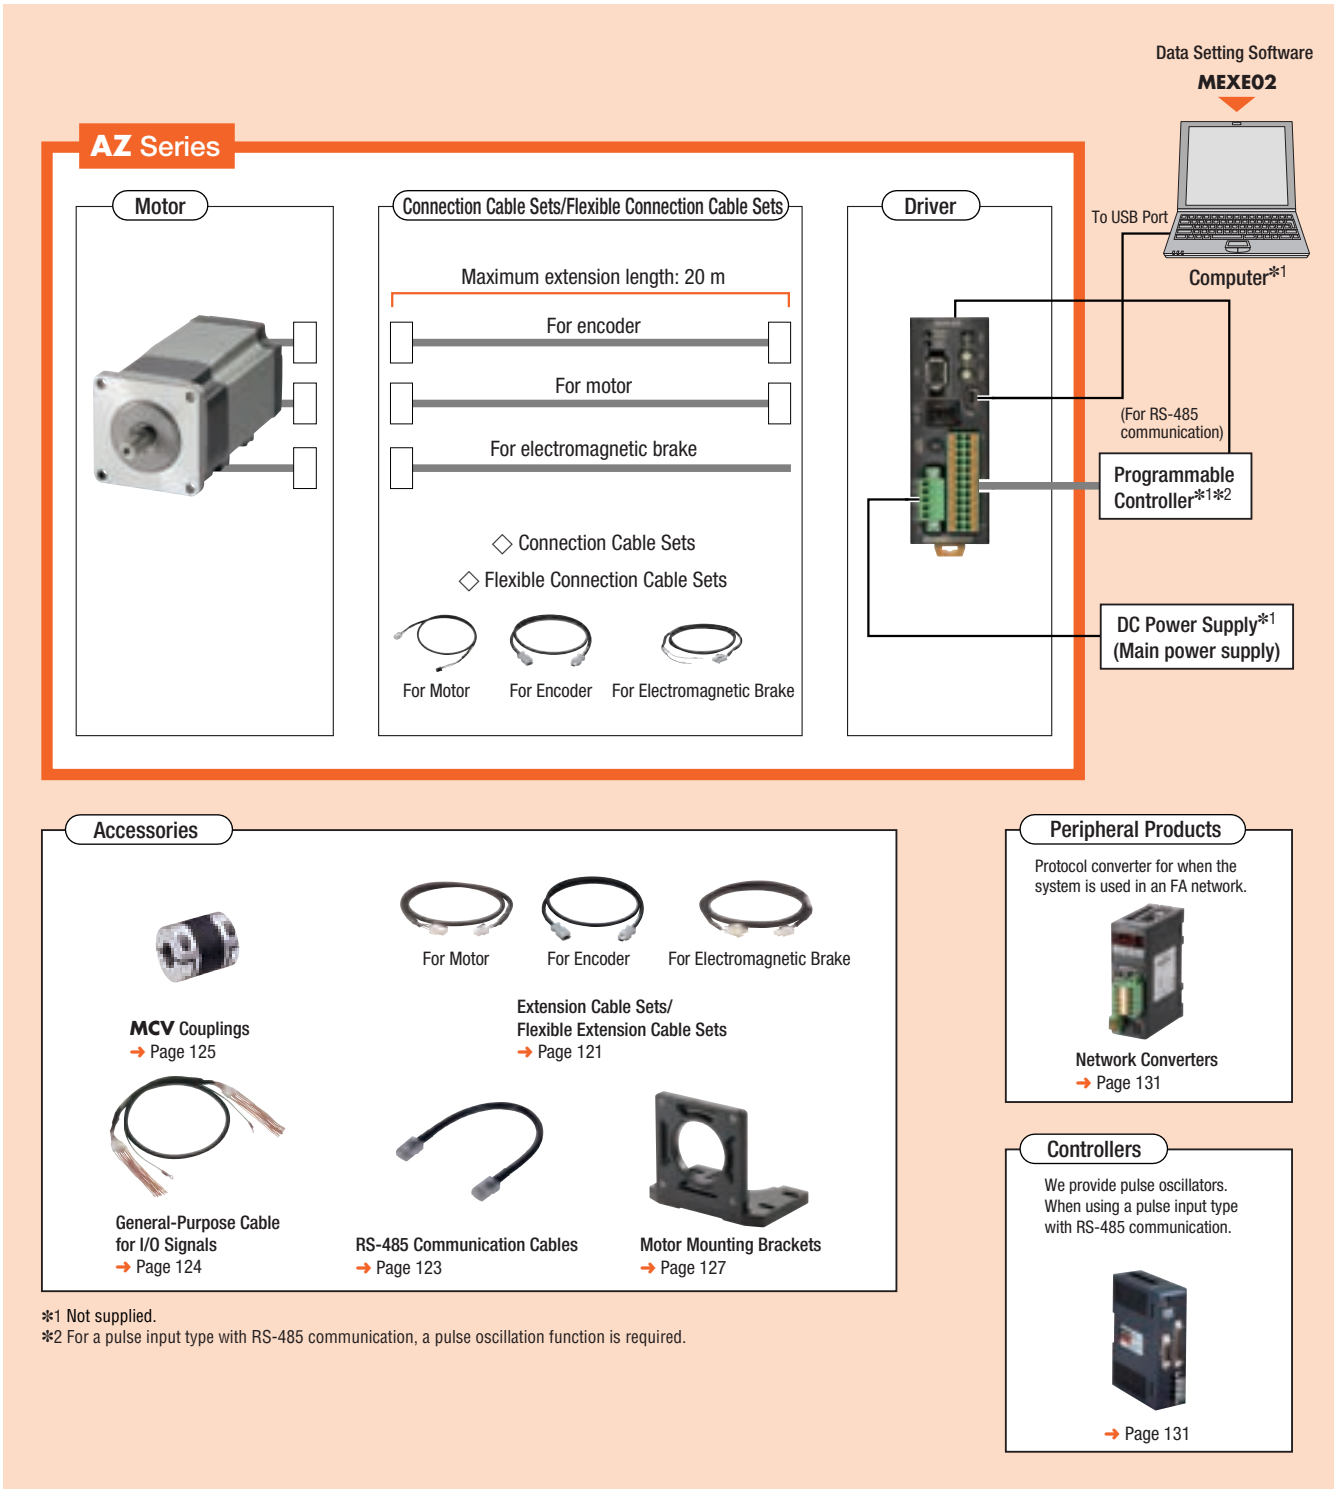 Data Setting Software
MEXE02
AZ Series
Motor
Connection Cable Sets/Flexible Connection Cable Sets
Driver
To USB Port
Computer✻1
Maximum extension length: 20 m
For encoder
For motor
For electromagnetic brake
(For RS-485
communication)
Programmable
Controller✻1✻2
◇ Connection Cable Sets
◇ Flexible Connection Cable Sets
DC Power Supply✻1
(Main power supply)
For Motor
For Encoder
For Electromagnetic Brake
Accessories
For Motor
For Encoder
For Electromagnetic Brake
MCV Couplings
➜ Page 125
Extension Cable Sets/
Flexible Extension Cable Sets
➜ Page 121
General-Purpose Cable
for I/O Signals
➜ Page 124
RS-485 Communication Cables
➜ Page 123
Motor Mounting Brackets
➜ Page 127
Peripheral Products
Protocol converter for when the
system is used in an FA network.
Network Converters
➜ Page 131
Controllers
We provide pulse oscillators.
When using a pulse input type
with RS-485 communication.
➜ Page 131
✻1 Not supplied.
✻2 For a pulse input type with RS-485 communication, a pulse oscillation function is required.